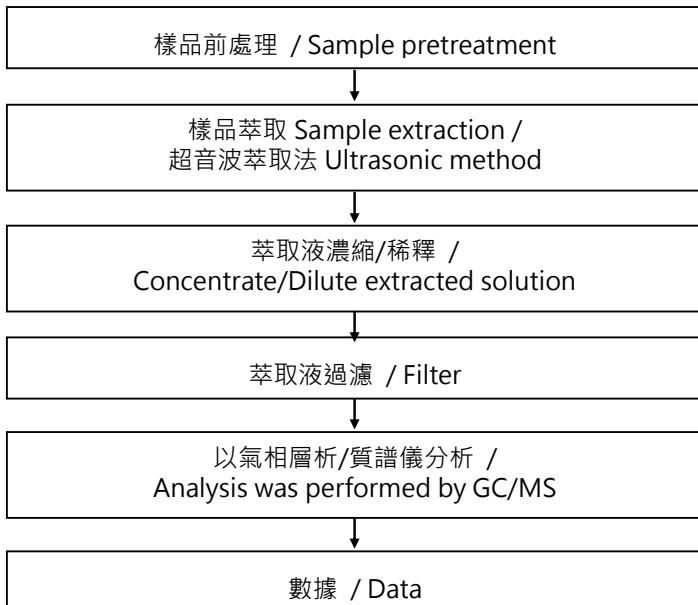 樣品前處理 / Sample pretreatment
樣品萃取 Sample extraction /
超音波萃取法 Ultrasonic method
萃取液濃縮/稀釋 /
Concentrate/Dilute extracted solution
萃取液過濾 / Filter
以氣相層析/質譜儀分析 /
Analysis was performed by GC/MS
數據 / Data